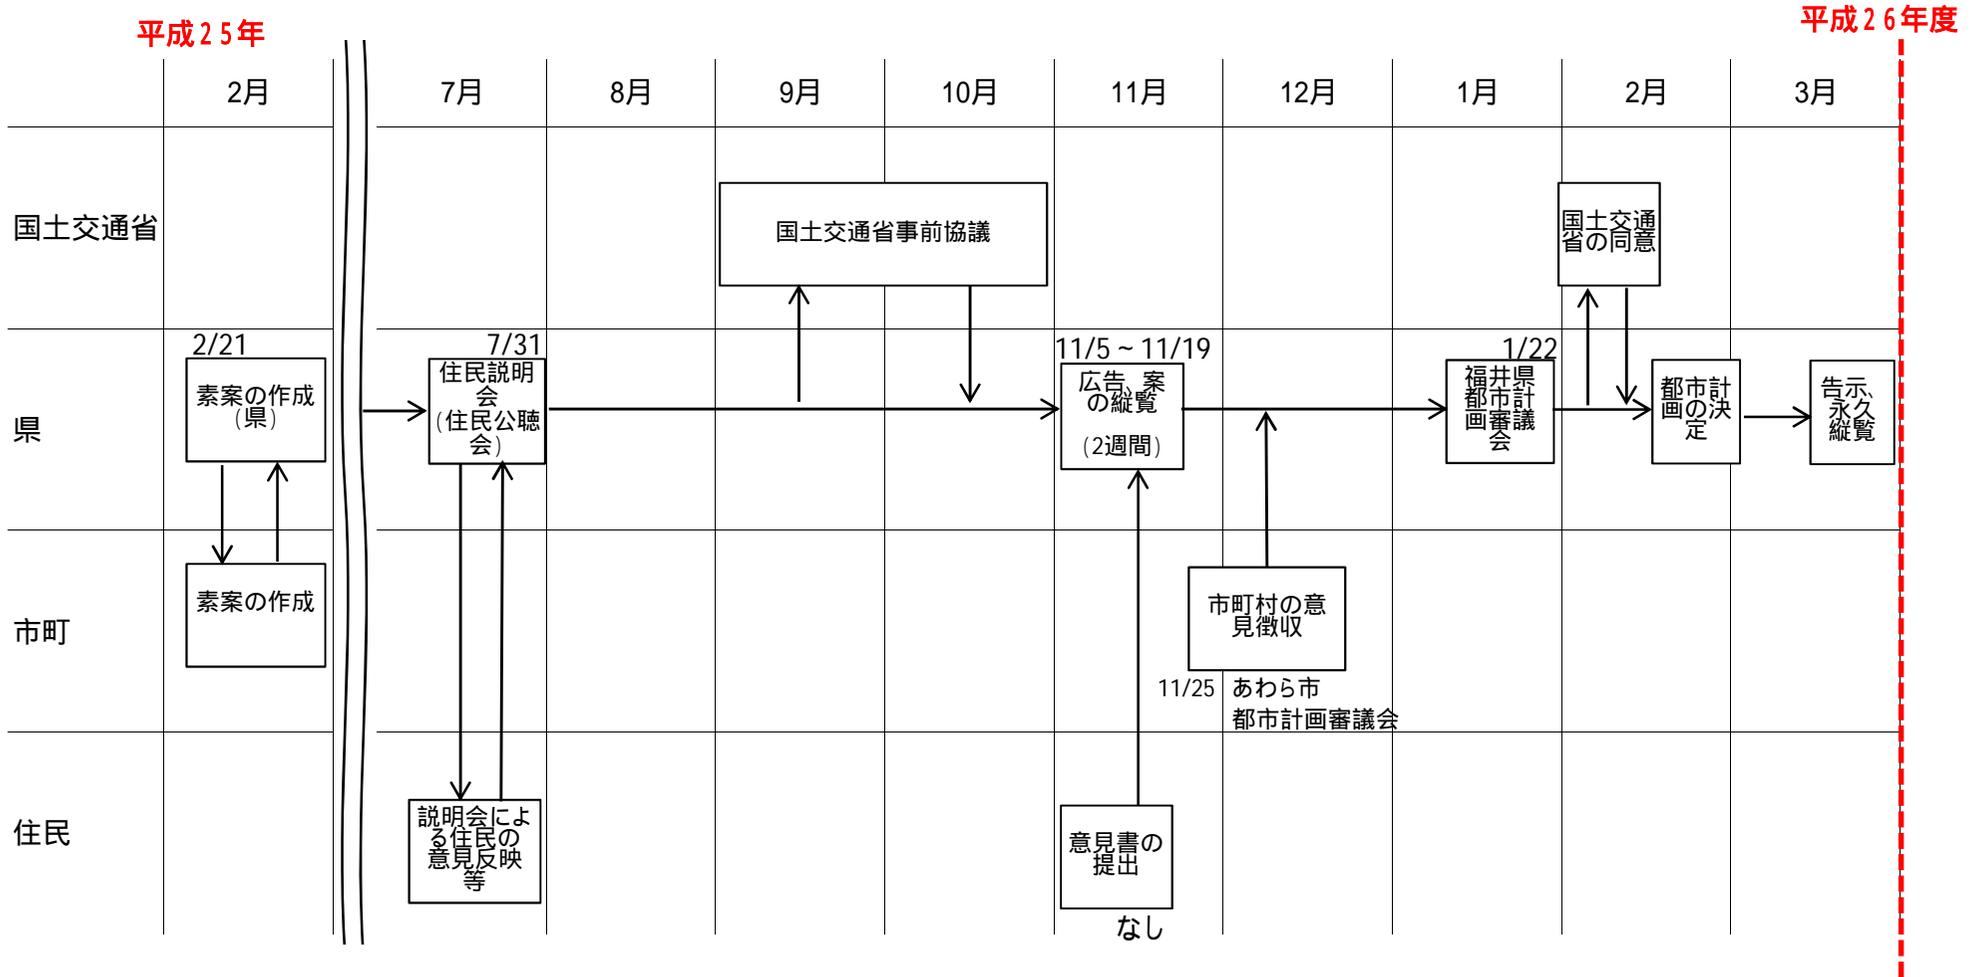 平成25年
平成26年度
2月
7月
8月
9月
10月
11月
12月
1月
2月
3月
国土交通省
国土交通省事前協議
国土交通
省の同意
県
2/21
素案の作成
(県)
7/31
住民説明
会
(住民公聴
会)
11/5~11/19
広告、案
の縦覧
(2週間)
1/22
福井県
都市計
画審議
会
都市計
画の決
定
告示、
永久
縦覧
市町
素案の作成
市町村の意
見徴収
11/25 あわら市
都市計画審議会
住民
説明会によ
る住民の
意見反映
等
意見書の
提出
なし